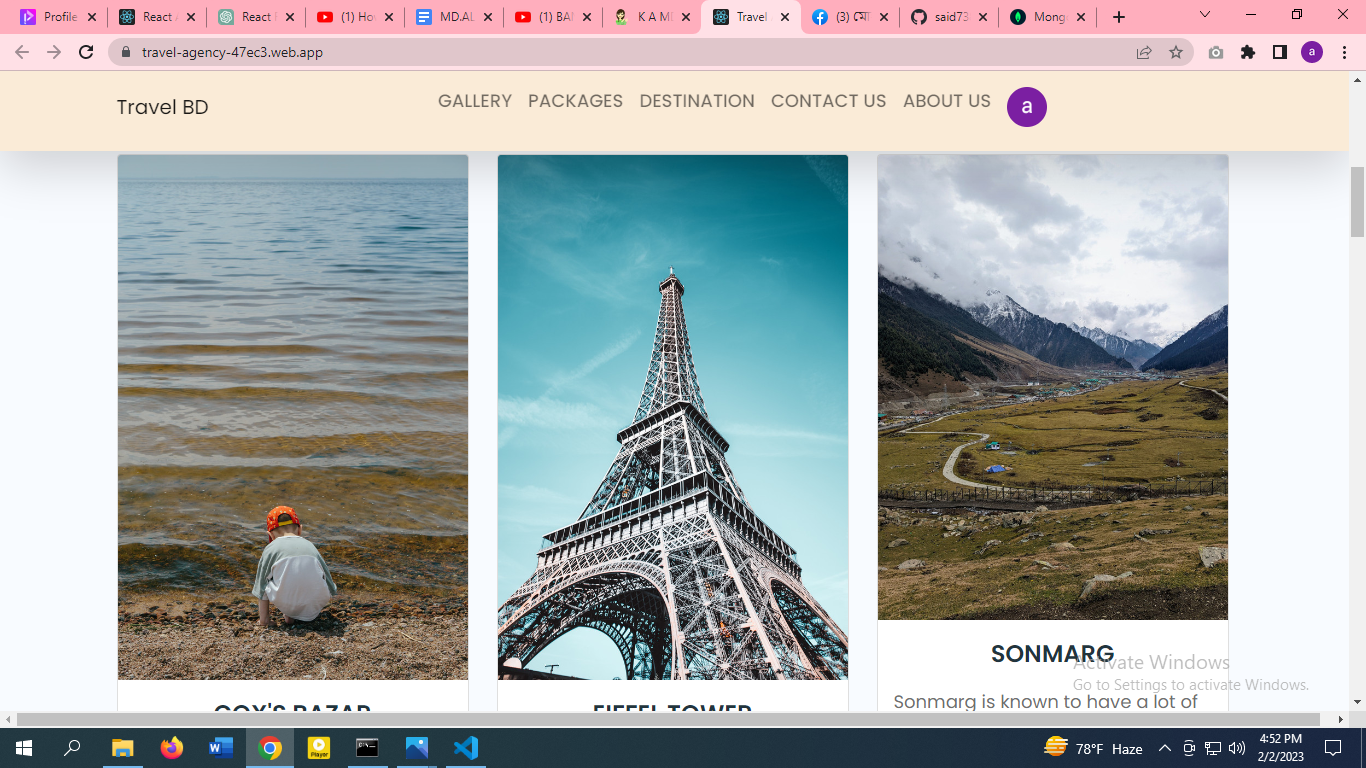 Profile
React
React
(1) Ho
MD.AL
(1) BAI
K A MI
Travel
(3)
said73
Mong
travel-agency-47ec3.web.app
a
Travel BD
GALLERY PACKAGES DESTINATION CONTACT US ABOUT US a
SONMARG
Sonmarg is known to have a lot of
COX'S BAZAR
EIFFEL TOWER
Activate Windows
Go to Settings to activate Windows.
Player
78°F Haze
4:52 PM
2/2/2023